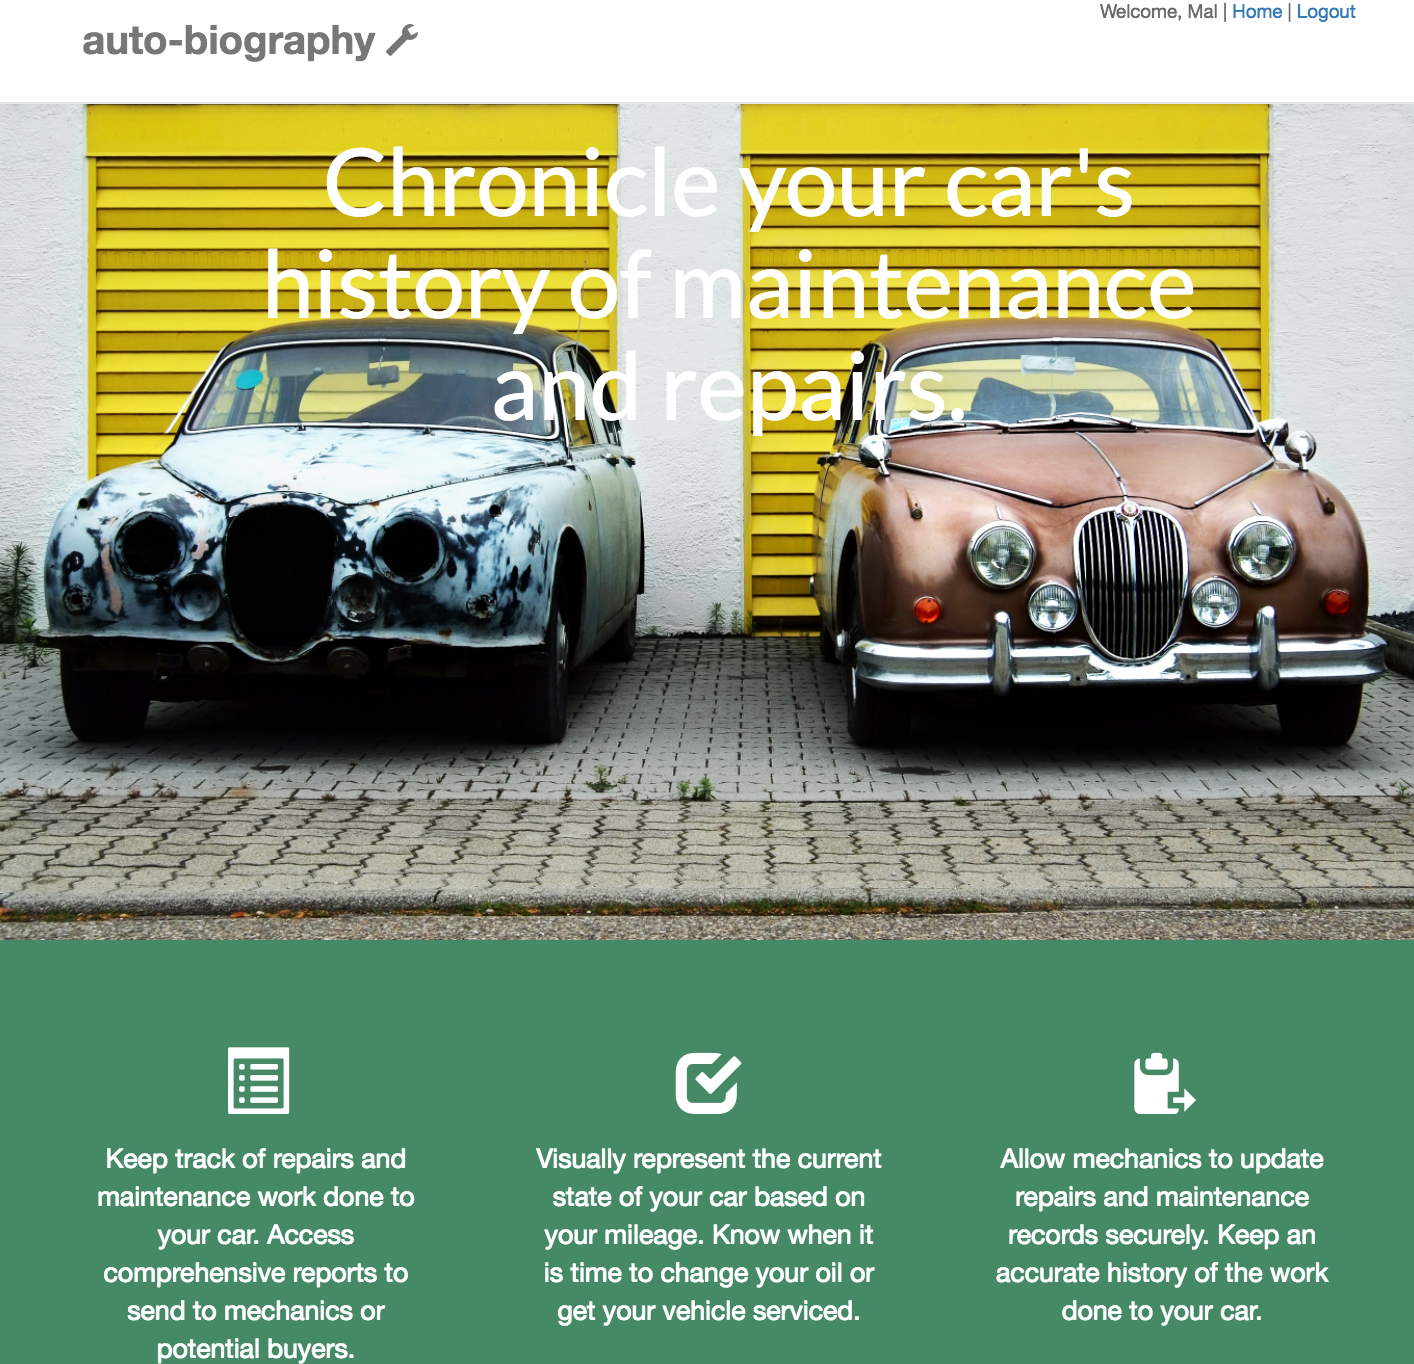 Welcome, Mal | Home | Logout
auto-biography
Chronicle your car's
history of maintenance
and repairs.
Keep track of repairs and
maintenance work done to
your car. Access
comprehensive reports to
send to mechanics or
potential buyers.
Visually represent the current
state of your car based on
your mileage. Know when it
is time to change your oil or
get your vehicle serviced.
Allow mechanics to update
repairs and maintenance
records securely. Keep an
accurate history of the work
done to your car.